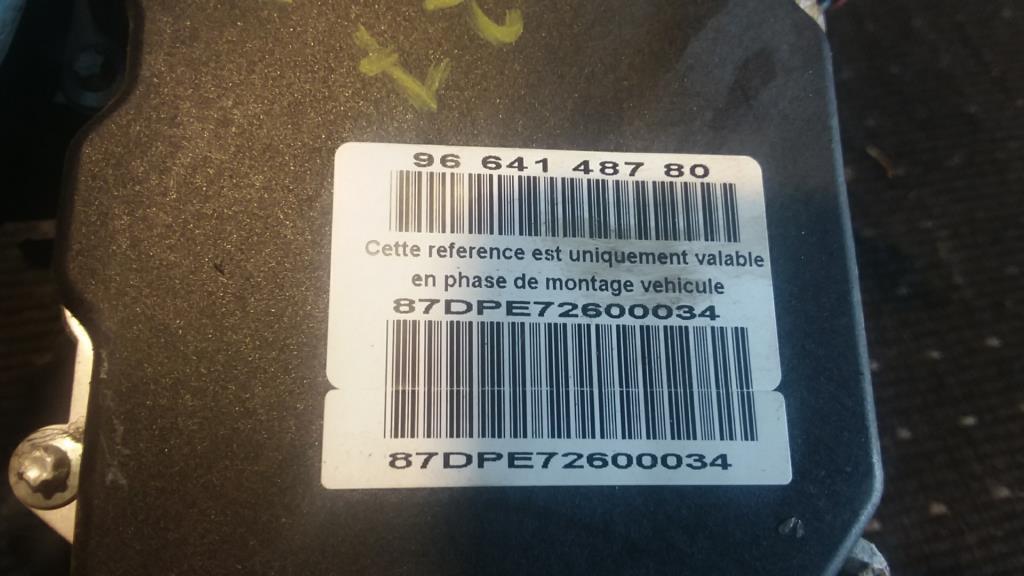 96 641 487 80
Cette reference est uniquement valable
en phase de montage vehicule
87DPE72600034
87DPE72600034